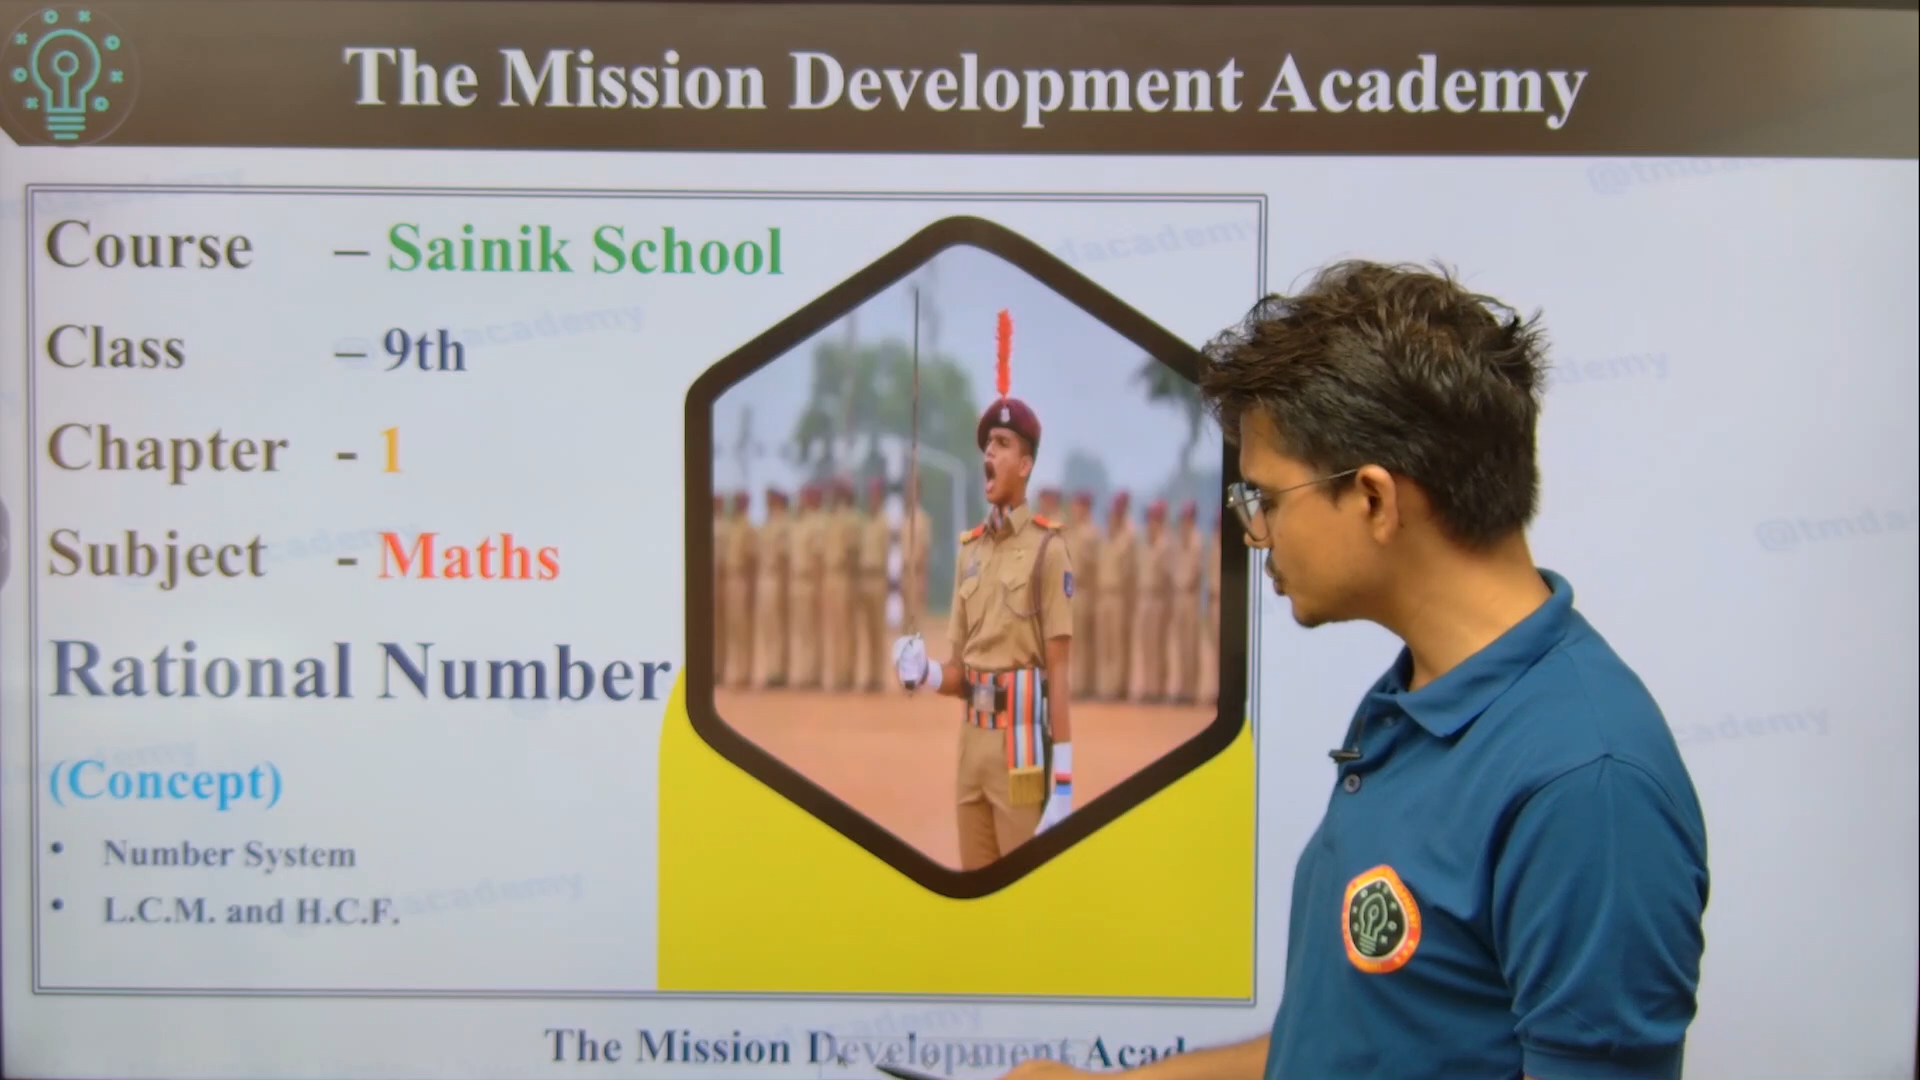 The Mission Development Academy
Course – Sainik School
Class – 9th
Chapter - 1
Subject - Maths
Rational Number
(Concept)
• Number System
• L.C.M. and H.C.F.
The Mission Development Acad